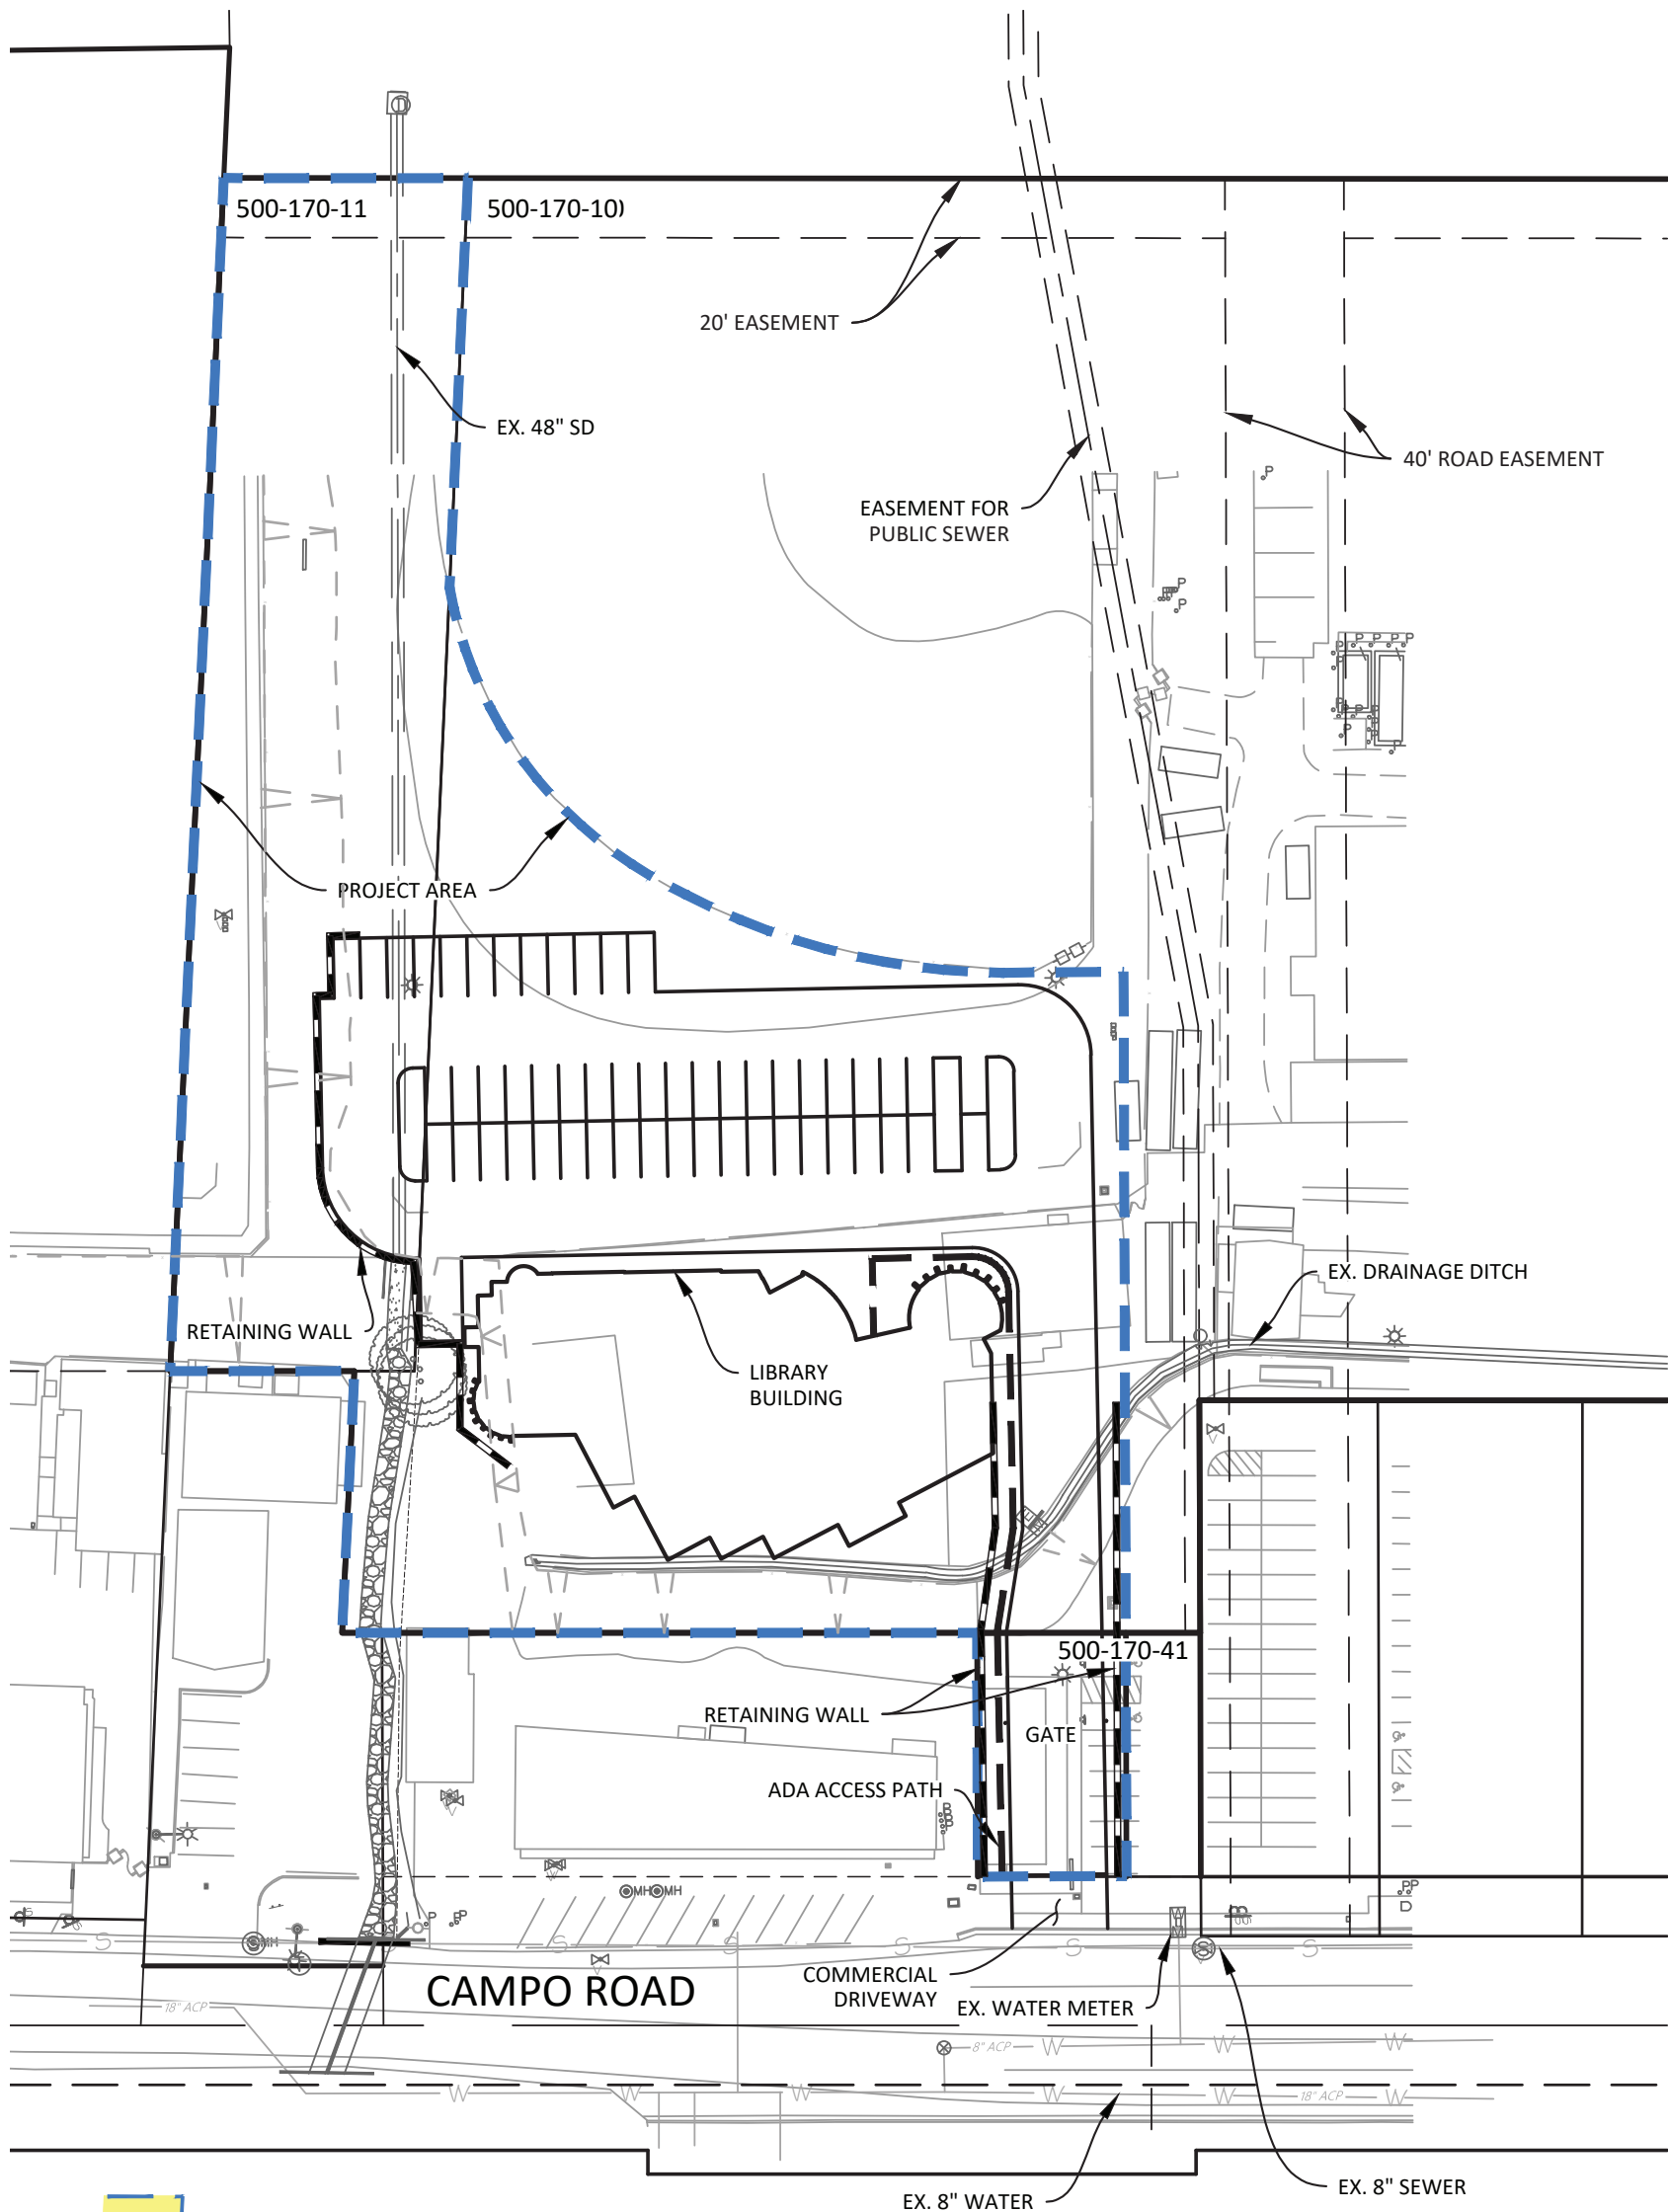 500-170-11
500-170-10)
20' EASEMENT
EX. 48" SD
40' ROAD EASEMENT
EASEMENT FOR
PUBLIC SEWER
PROJECT AREA
EX. DRAINAGE DITCH
RETAINING WALL
LIBRARY
BUILDING
500-170-41
RETAINING WALL
GATE
ADA ACCESS PATH
MH MH
MH
S S S S S S
COMMERCIAL
DRIVEWAY
CAMPO ROAD
EX. WATER METER
18" ACP
8" ACP W W W
W W W W W 18" ACP W
EX. 8" SEWER
EX. 8" WATER